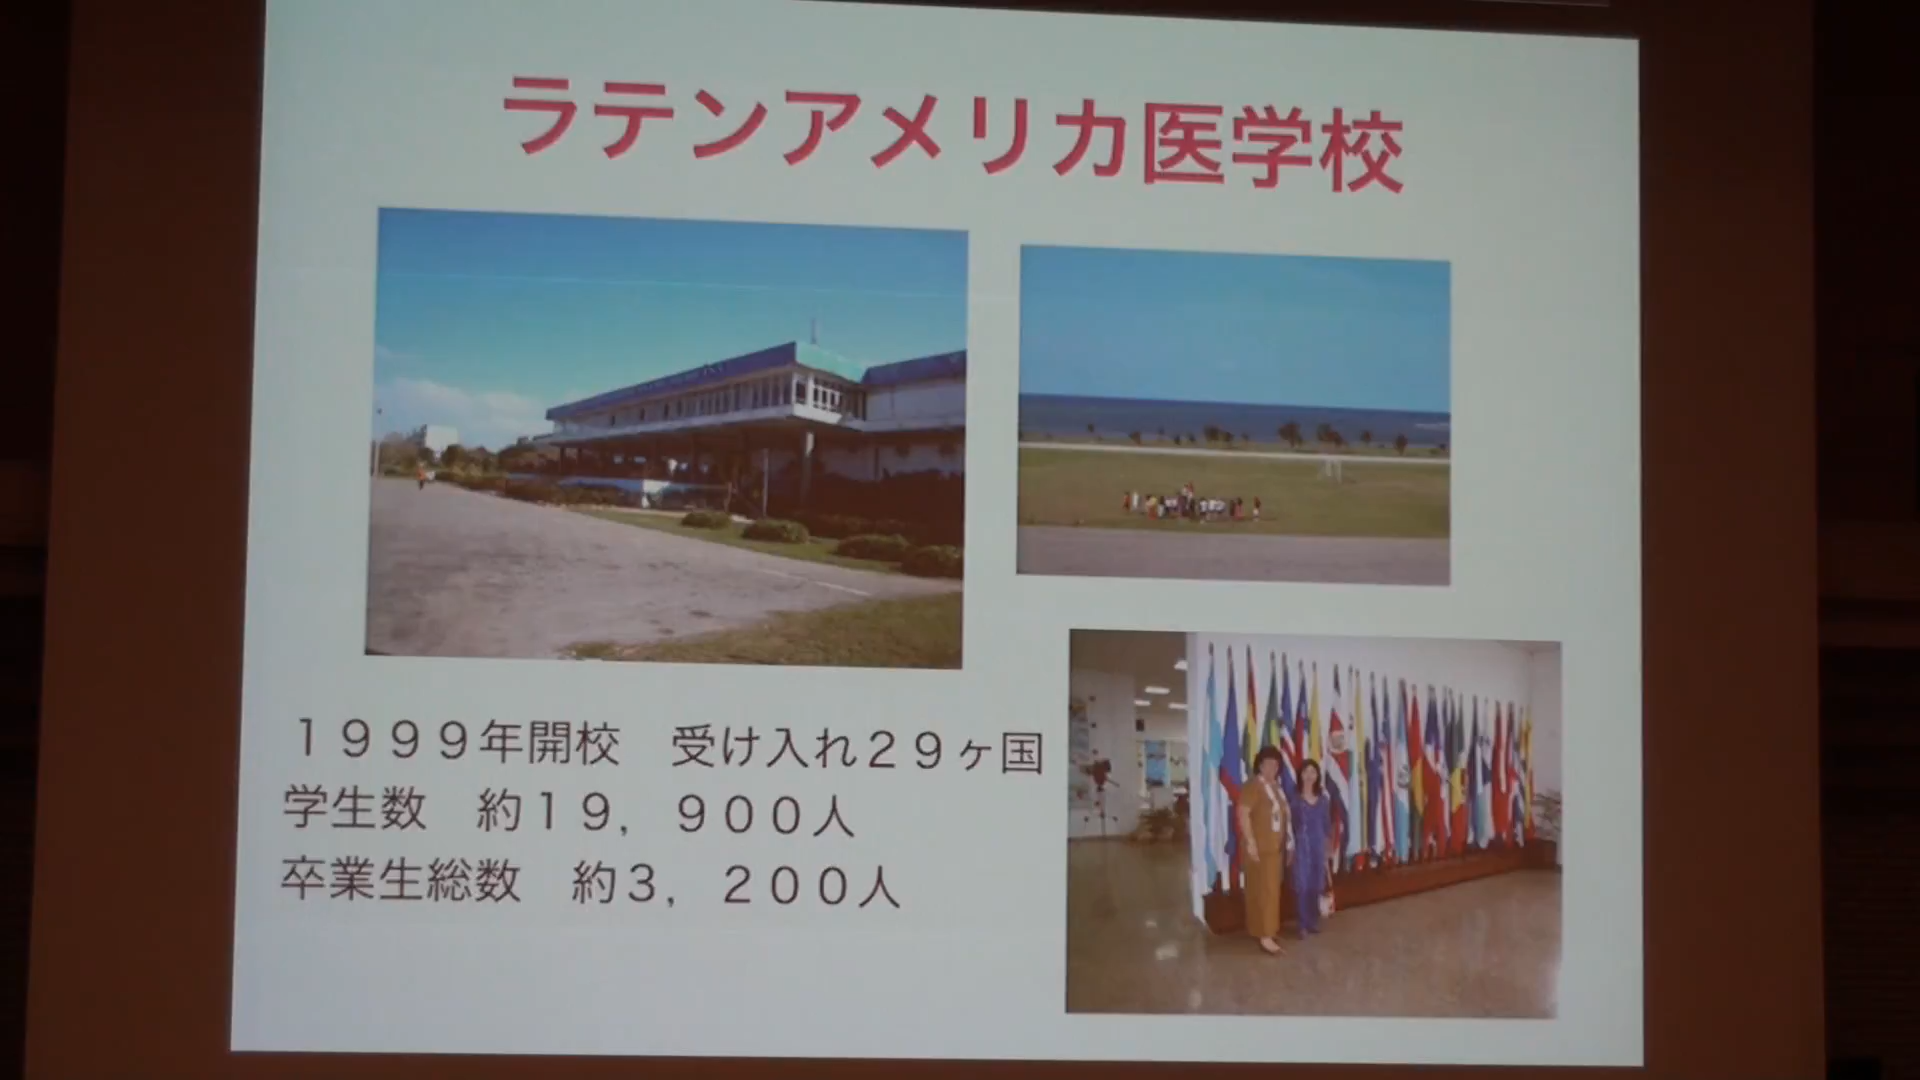 ラテンアメリカ医学校
１９９９年開校　受け入れ２９ヶ国
学生数　約１９，９００人
卒業生総数　約３，２００人